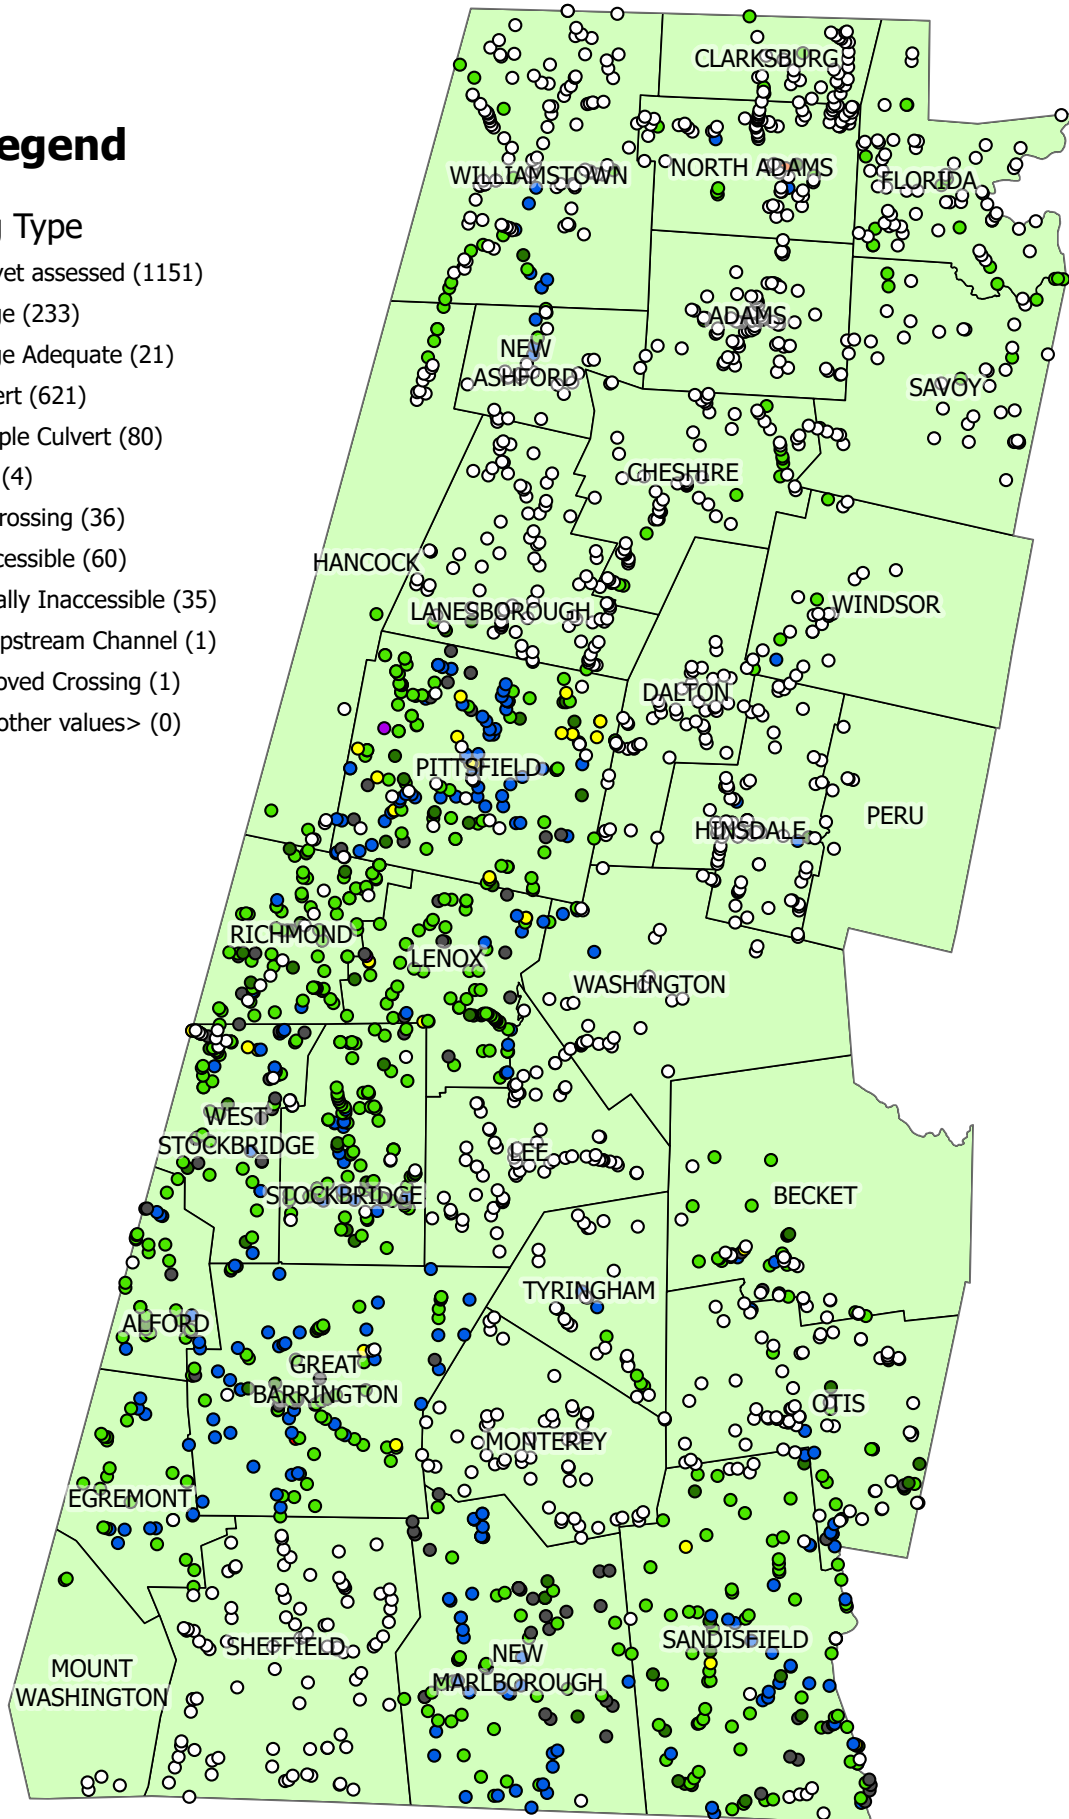 egend
Type
yet assessed (1151)
ge (233)
ge Adequate (21)
ert (621)
ple Culvert (80)
(4)
rossing (36)
cessible (60)
ally Inaccessible (35)
pstream Channel (1)
oved Crossing (1)
other values> (0)
CLARKSBURG
WILLIAMSTOWN
NORTH ADAMS
FLORIDA
ADAMS
NEW
ASHFORD
SAVOY
CHESHIRE
HANCOCK
LANESBOROUGH
WINDSOR
DALTON
PITTSFIELD
PERU
HINSDALE
RICHMOND
LENOX
WASHINGTON
WEST
STOCKBRIDGE
LEE
STOCKBRIDGE
BECKET
TYRINGHAM
ALFORD
GREAT
BARRINGTON
OTIS
MONTEREY
EGREMONT
SHEFFIELD
SANDISFIELD
NEW
MARLBOROUGH
MOUNT
WASHINGTON